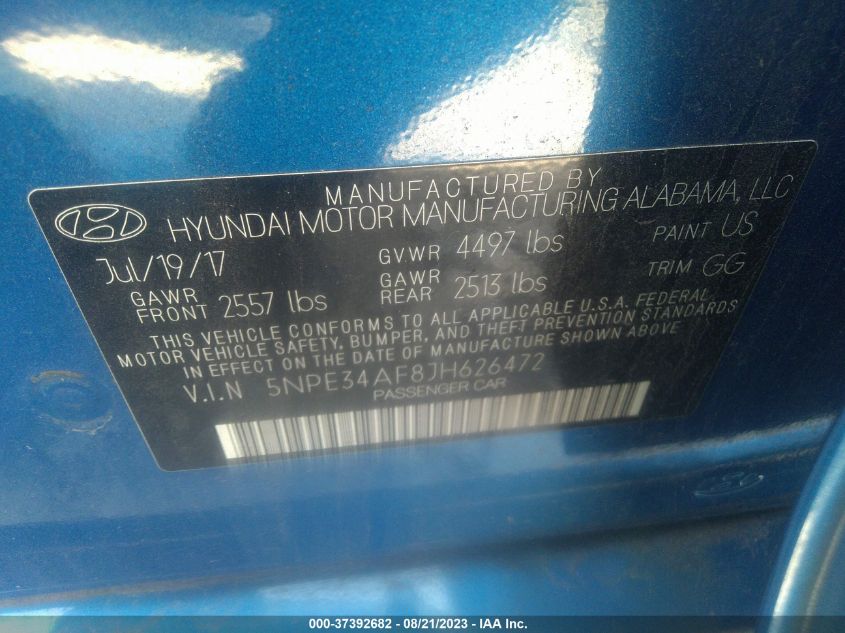 MANUFACTURED BY
HYUNDAI MOTOR MANUFACTURING ALABAMA, LLC
Jul/19/17 GVWR 4497 lbs PAINT US
GAWR FRONT 2557 lbs GAWR REAR 2513 lbs TRIM GG
THIS VEHICLE CONFORMS TO ALL APPLICABLE U.S.A. FEDERAL
MOTOR VEHICLE SAFETY, BUMPER, AND THEFT PREVENTION STANDARDS
IN EFFECT ON THE DATE OF MANUFACTURE SHOWN ABOVE
V.I.N 5NPE34AF8JH626472
PASSENGER CAR
000-37392682 - 08/21/2023 - IAA Inc.